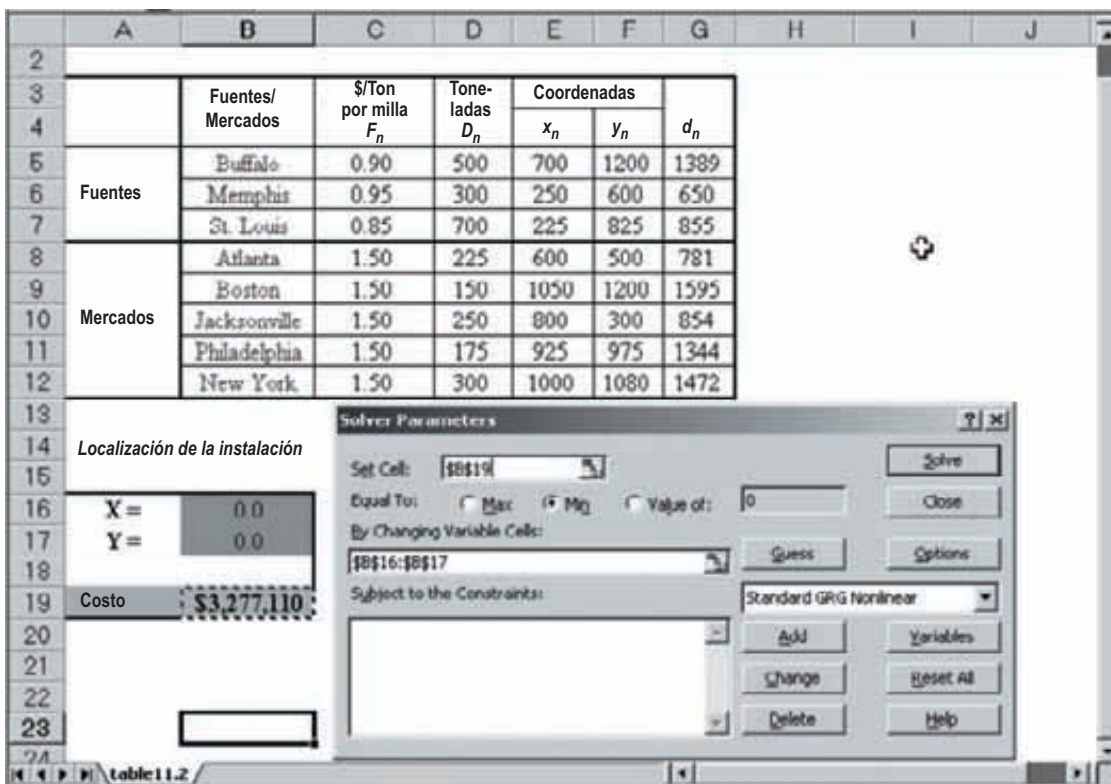 A B C D E F G H I J
2
3 Fuentes/ $/Ton Tone- Coordenadas
4 Mercados por milla ladas
Fn Dn xn yn dn
5 Buffalo 0.90 500 700 1200 1389
6 Fuentes Memphis 0.95 300 250 600 650
7 St. Louis 0.85 700 225 825 855
8 Atlanta 1.50 225 600 500 781
9 Boston 1.50 150 1050 1200 1595
10 Mercados Jacksonville 1.50 250 800 300 854
11 Philadelphia 1.50 175 925 975 1344
12 New York 1.50 300 1000 1080 1472
13
14 Localización de la instalación
15
16 X = 0.0
17 Y = 0.0
18
19 Costo $3,277,110
20
21
22
23
24
Solver Parameters
Set Cell: $B$19 Solve
Equal To: Max Min Value of: 0 Close
By Changing Variable Cells:
$B$16:$B$17 Guess Options
Subject to the Constraints: Standard GRG Nonlinear
Add Variables
Change Reset All
Delete Help
table11.2